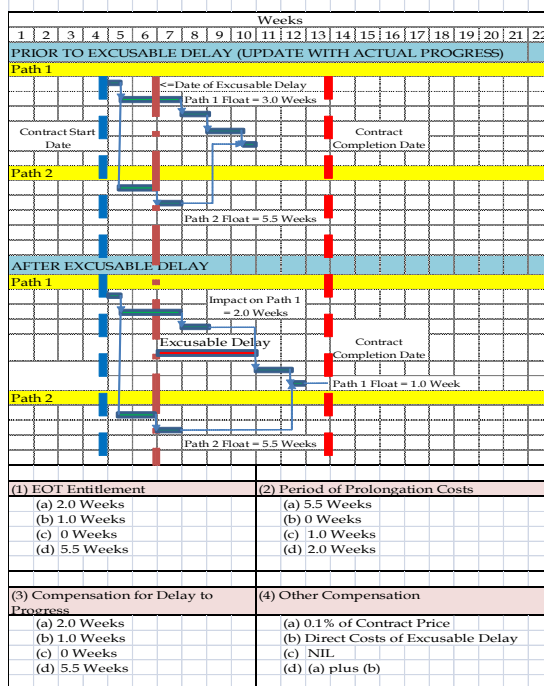 Weeks
1 2 3 4 5 6 7 8 9 10 11 12 13 14 15 16 17 18 19 20 21 22
PRIOR TO EXCUSABLE DELAY (UPDATE WITH ACTUAL PROGRESS)
Path 1
<=Date of Excusable Delay
Path 1 Float = 3.0 Weeks
Contract Start
Date
Contract
Completion Date
Path 2
Path 2 Float = 5.5 Weeks
AFTER EXCUSABLE DELAY
Path 1
Impact on Path 1
= 2.0 Weeks
Excusable Delay
Contract
Completion Date
Path 1 Float = 1.0 Week
Path 2
Path 2 Float = 5.5 Weeks
(1) EOT Entitlement
(a) 2.0 Weeks
(b) 1.0 Weeks
(c) 0 Weeks
(d) 5.5 Weeks
(2) Period of Prolongation Costs
(a) 5.5 Weeks
(b) 0 Weeks
(c) 1.0 Weeks
(d) 2.0 Weeks
(3) Compensation for Delay to
Progress
(a) 2.0 Weeks
(b) 1.0 Weeks
(c) 0 Weeks
(d) 5.5 Weeks
(4) Other Compensation
(a) 0.1% of Contract Price
(b) Direct Costs of Excusable Delay
(c) NIL
(d) (a) plus (b)